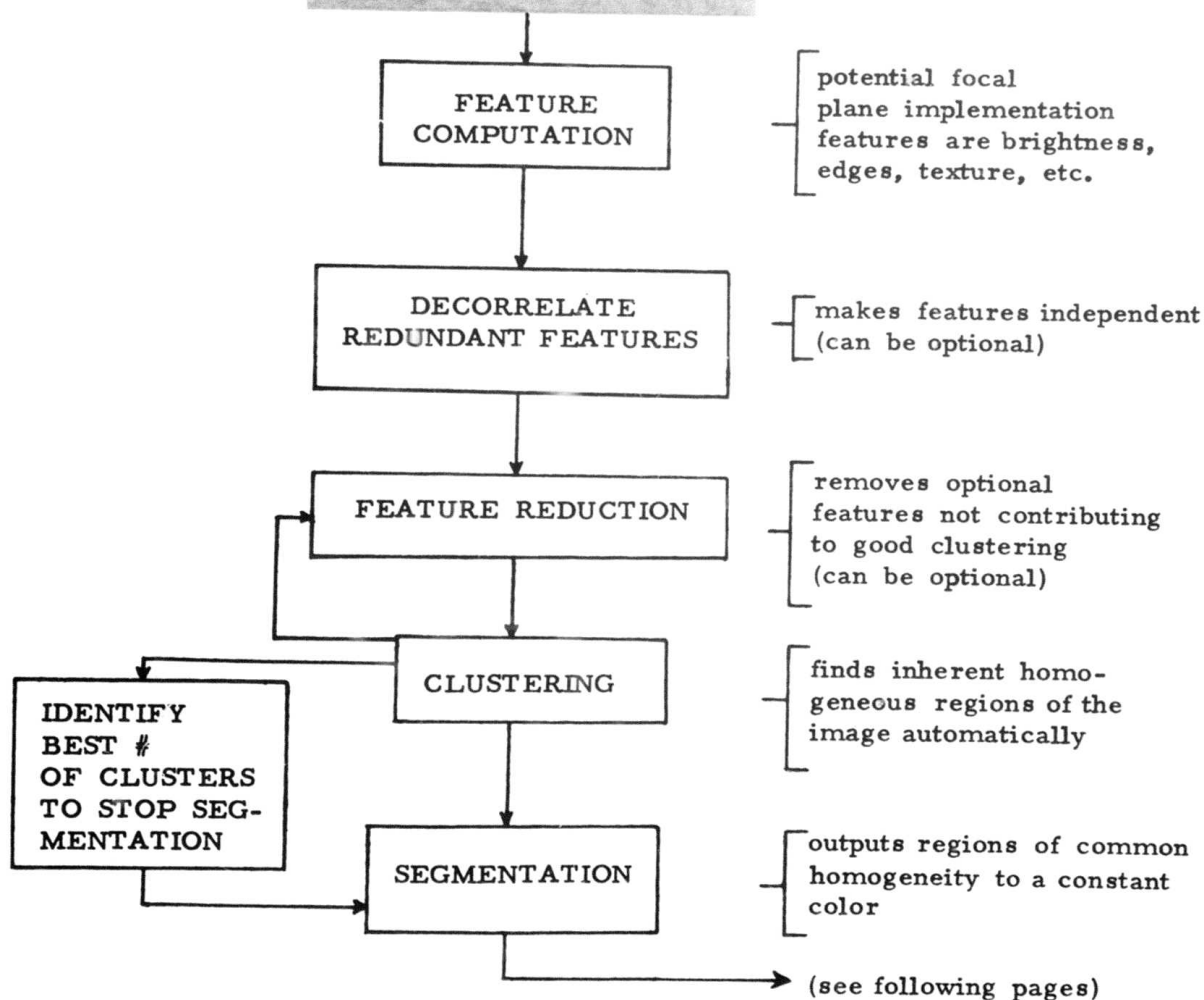 FEATURE
COMPUTATION
potential focal
plane implementation
features are brightness,
edges, texture, etc.
DECORRELATE
REDUNDANT FEATURES
makes features independent
(can be optional)
FEATURE REDUCTION
removes optional
features not contributing
to good clustering
(can be optional)
CLUSTERING
finds inherent homo-
geneous regions of the
image automatically
IDENTIFY
BEST #
OF CLUSTERS
TO STOP SEG-
MENTATION
SEGMENTATION
outputs regions of common
homogeneity to a constant
color
(see following pages)